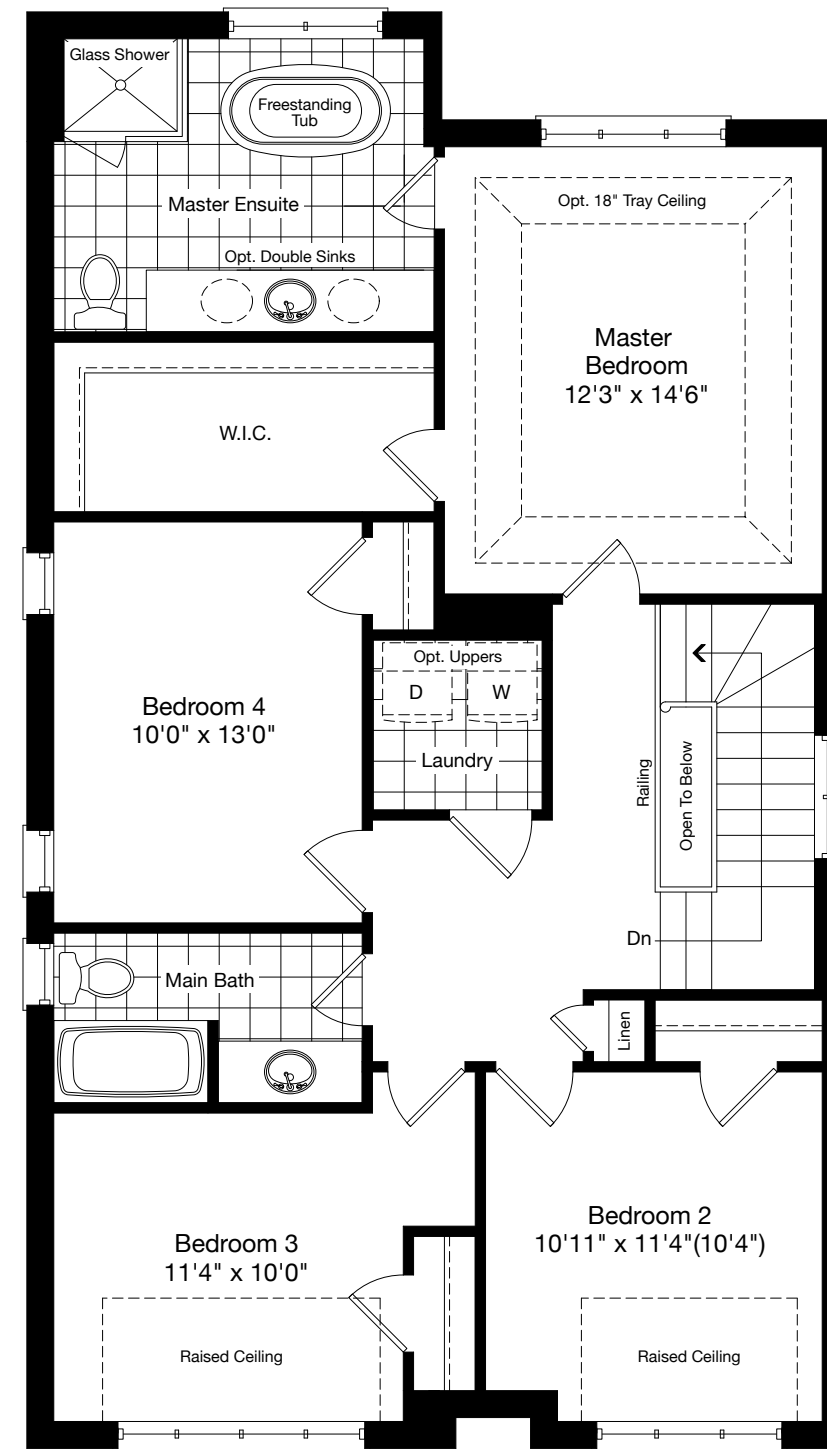 Glass Shower
Freestanding
Tub
Master Ensuite
Opt. Double Sinks
Opt. 18" Tray Ceiling
Master
Bedroom
12'3" x 14'6"
W.I.C.
Bedroom 4
10'0" x 13'0"
Opt. Uppers
D
W
Laundry
Railing
Open To Below
Dn
Main Bath
Linen
Bedroom 3
11'4" x 10'0"
Raised Ceiling
Bedroom 2
10'11" x 11'4"(10'4")
Raised Ceiling